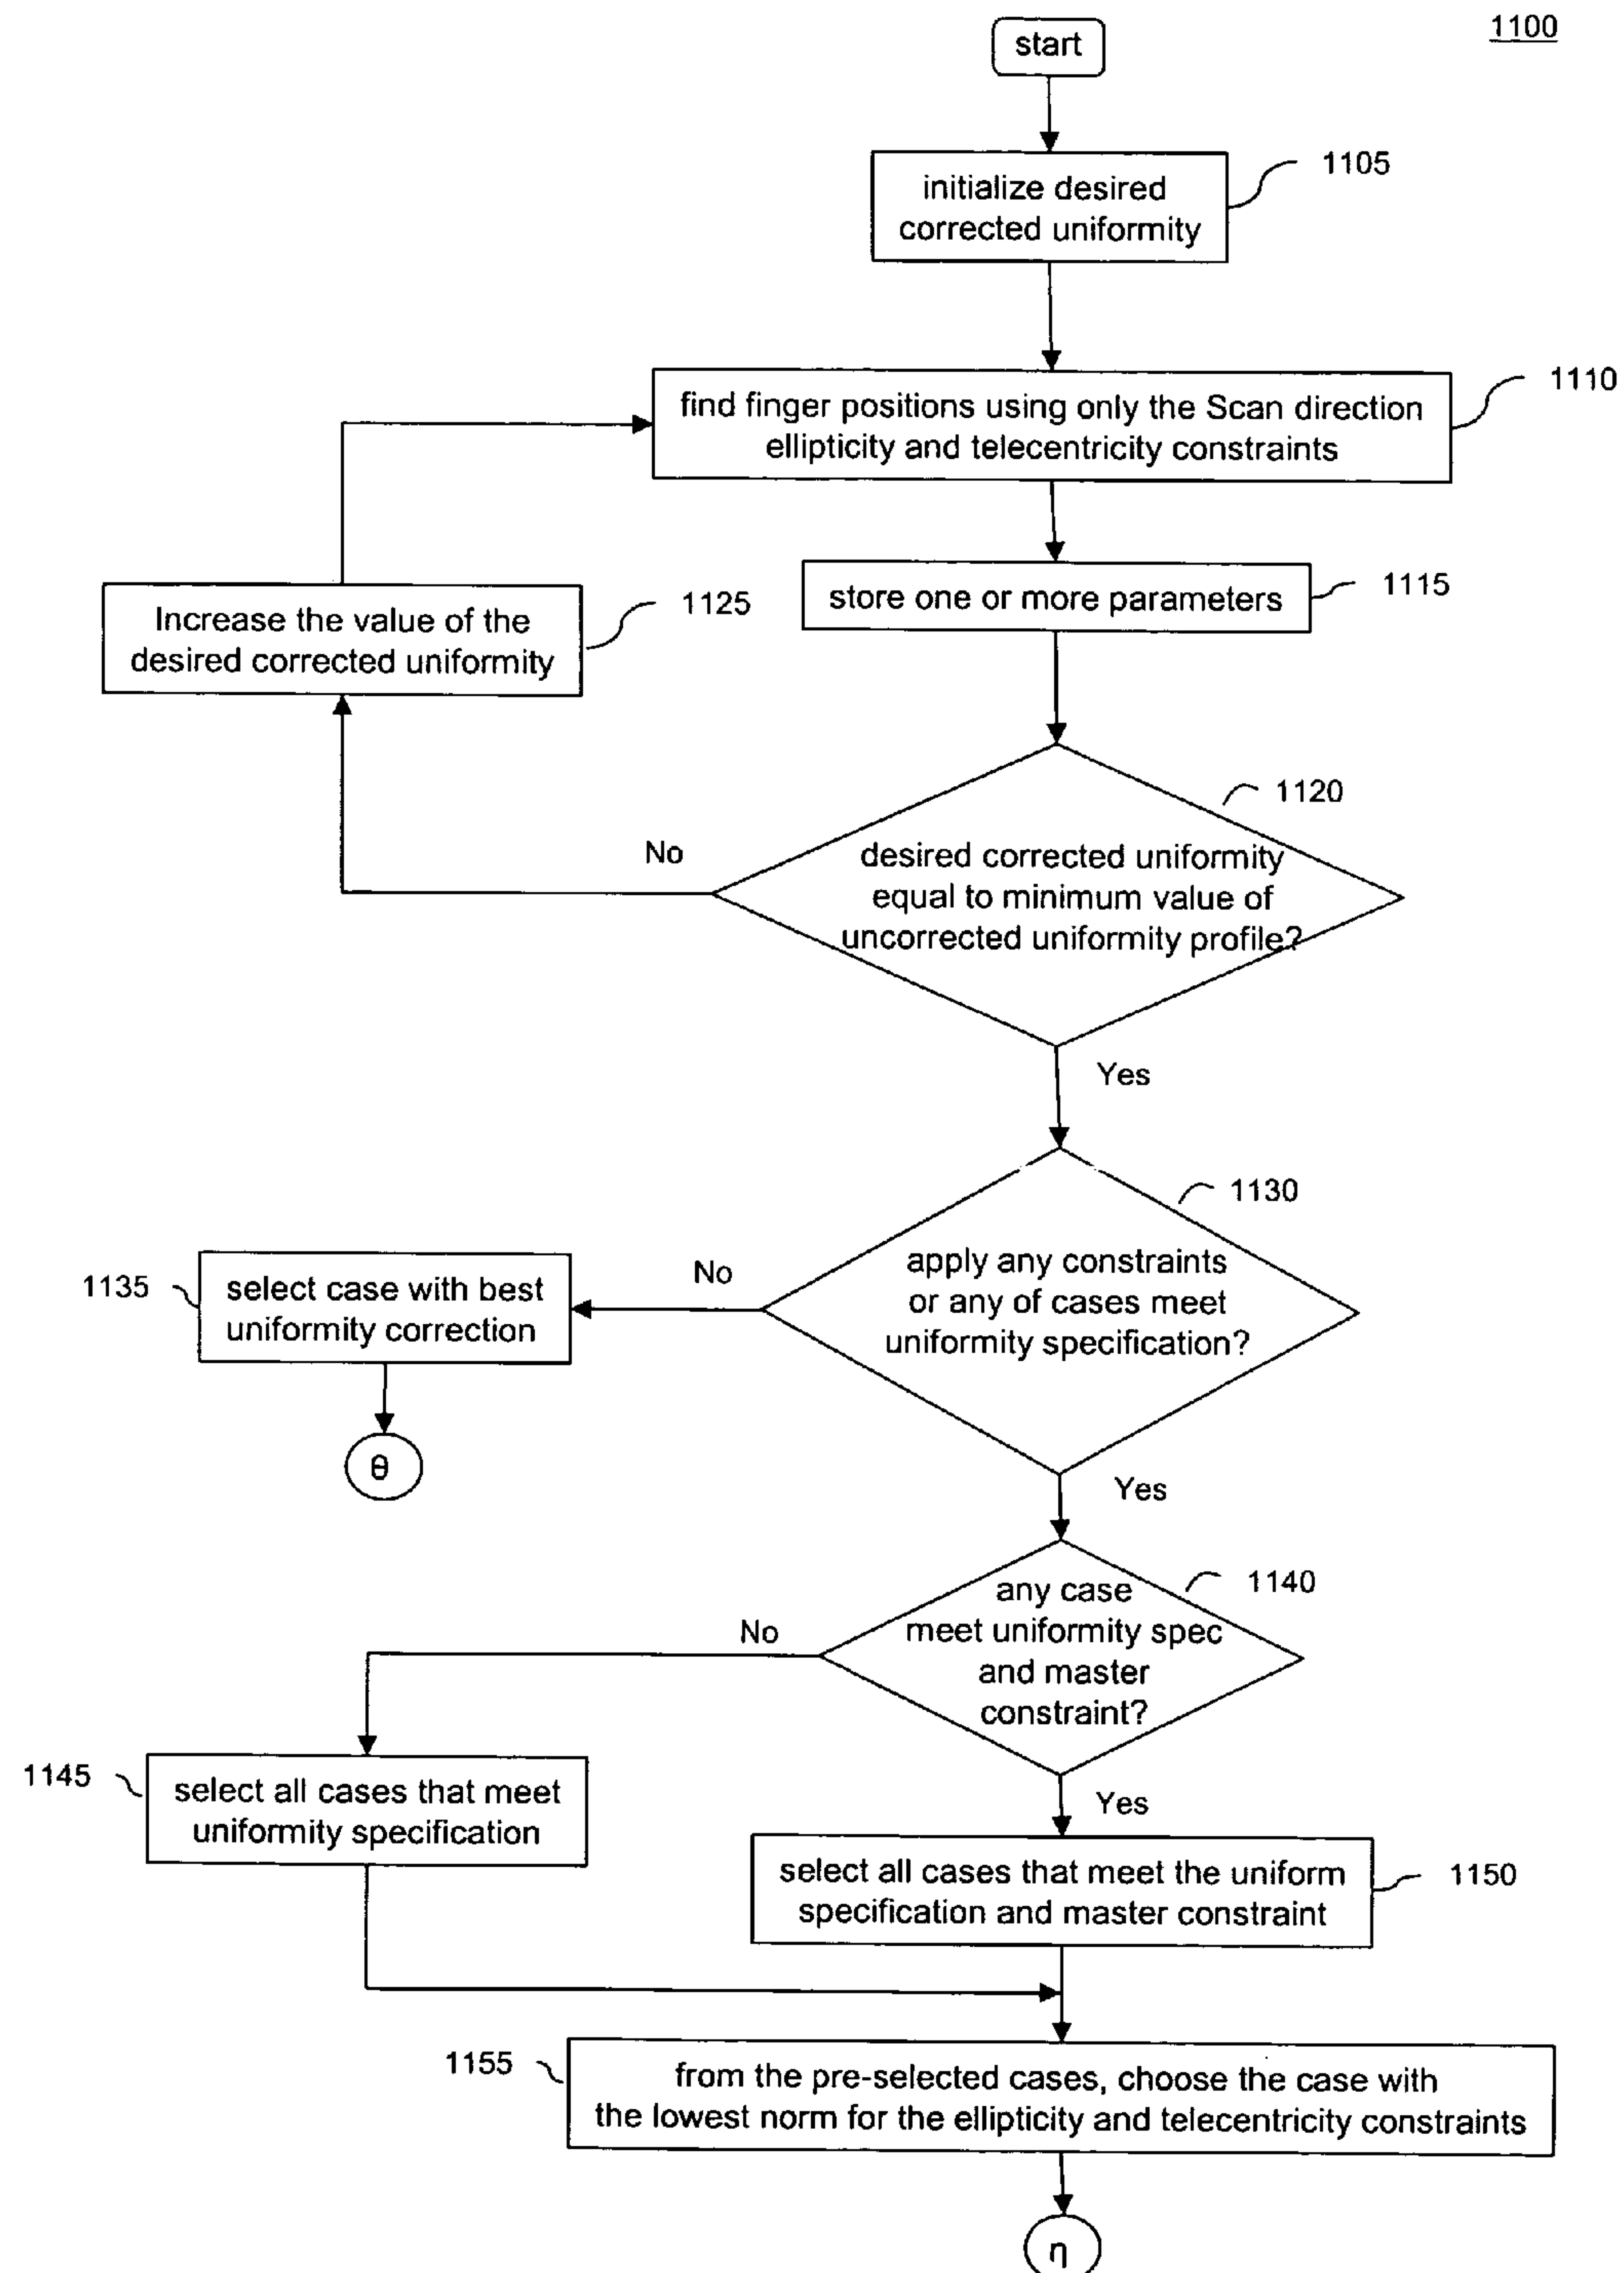 1100
start
initialize desired
corrected uniformity
1105
find finger positions using only the Scan direction
ellipticity and telecentricity constraints
1110
store one or more parameters
1115
Increase the value of the
desired corrected uniformity
1125
desired corrected uniformity
equal to minimum value of
uncorrected uniformity profile?
1120
No
Yes
apply any constraints
or any of cases meet
uniformity specification?
1130
No
1135
select case with best
uniformity correction
θ
Yes
any case
meet uniformity spec
and master
constraint?
1140
No
1145
select all cases that meet
uniformity specification
Yes
select all cases that meet the uniform
specification and master constraint
1150
1155
from the pre-selected cases, choose the case with
the lowest norm for the ellipticity and telecentricity constraints
η